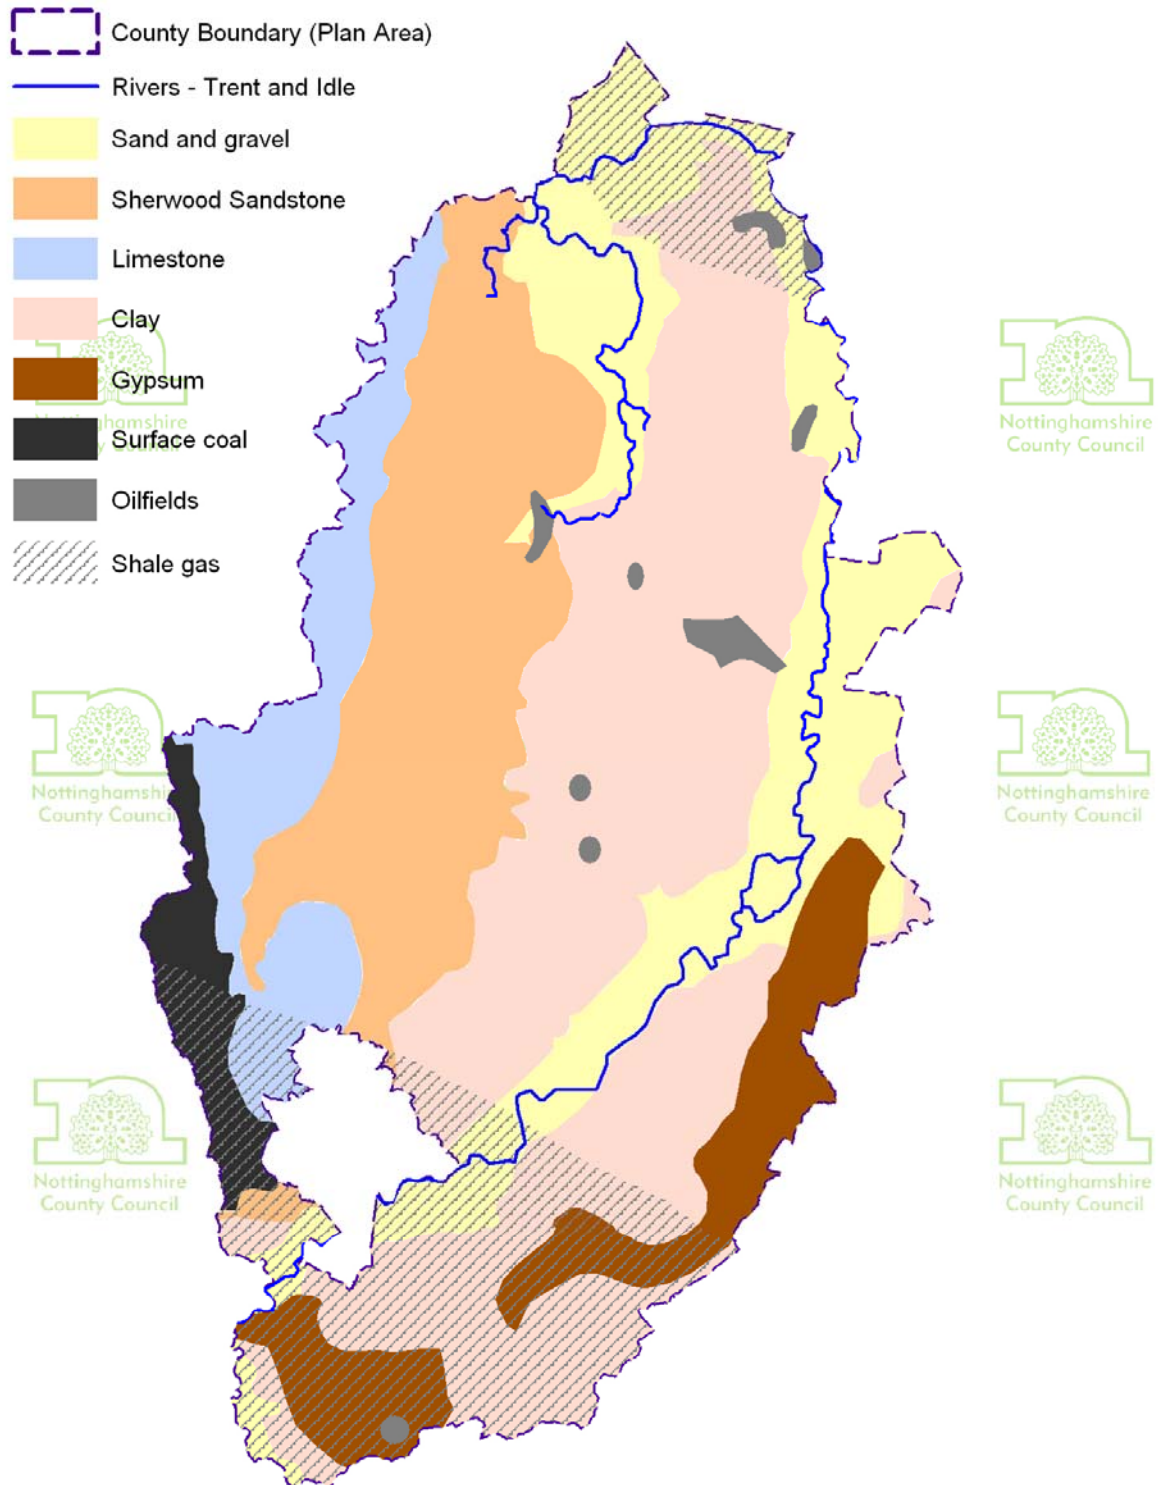 County Boundary (Plan Area)
Rivers - Trent and Idle
Sand and gravel
Sherwood Sandstone
Limestone
Clay
Gypsum
Surface coal
Oilfields
Shale gas
Nottinghamshire
County Council
Nottinghamshire
County Council
Nottinghamshire
County Council
Nottinghamshire
County Council
Nottinghamshire
County Council